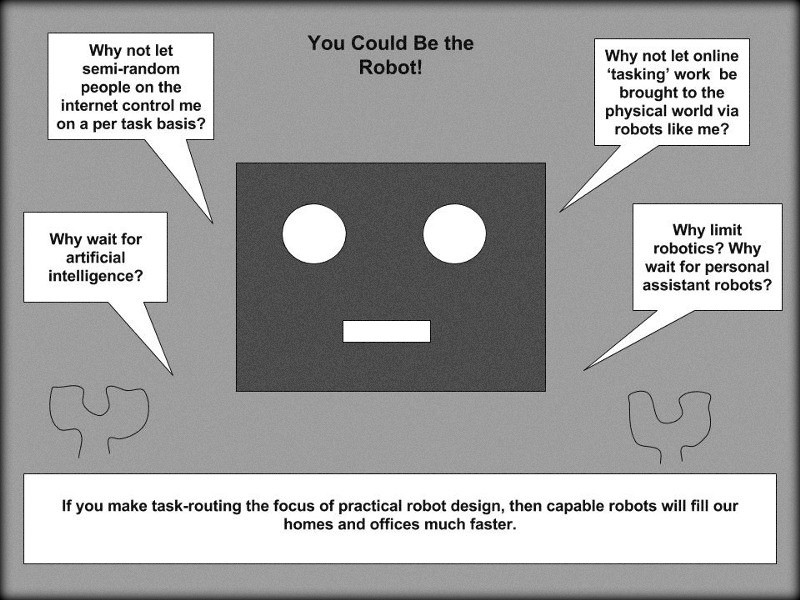 You Could Be the
Robot!
Why not let
semi-random
people on the
internet control me
on a per task basis?
Why not let online
‘tasking’ work  be
brought to the
physical world via
robots like me?
Why wait for
artificial
intelligence?
Why limit
robotics? Why
wait for personal
assistant robots?
If you make task-routing the focus of practical robot design, then capable robots will fill our
homes and offices much faster.